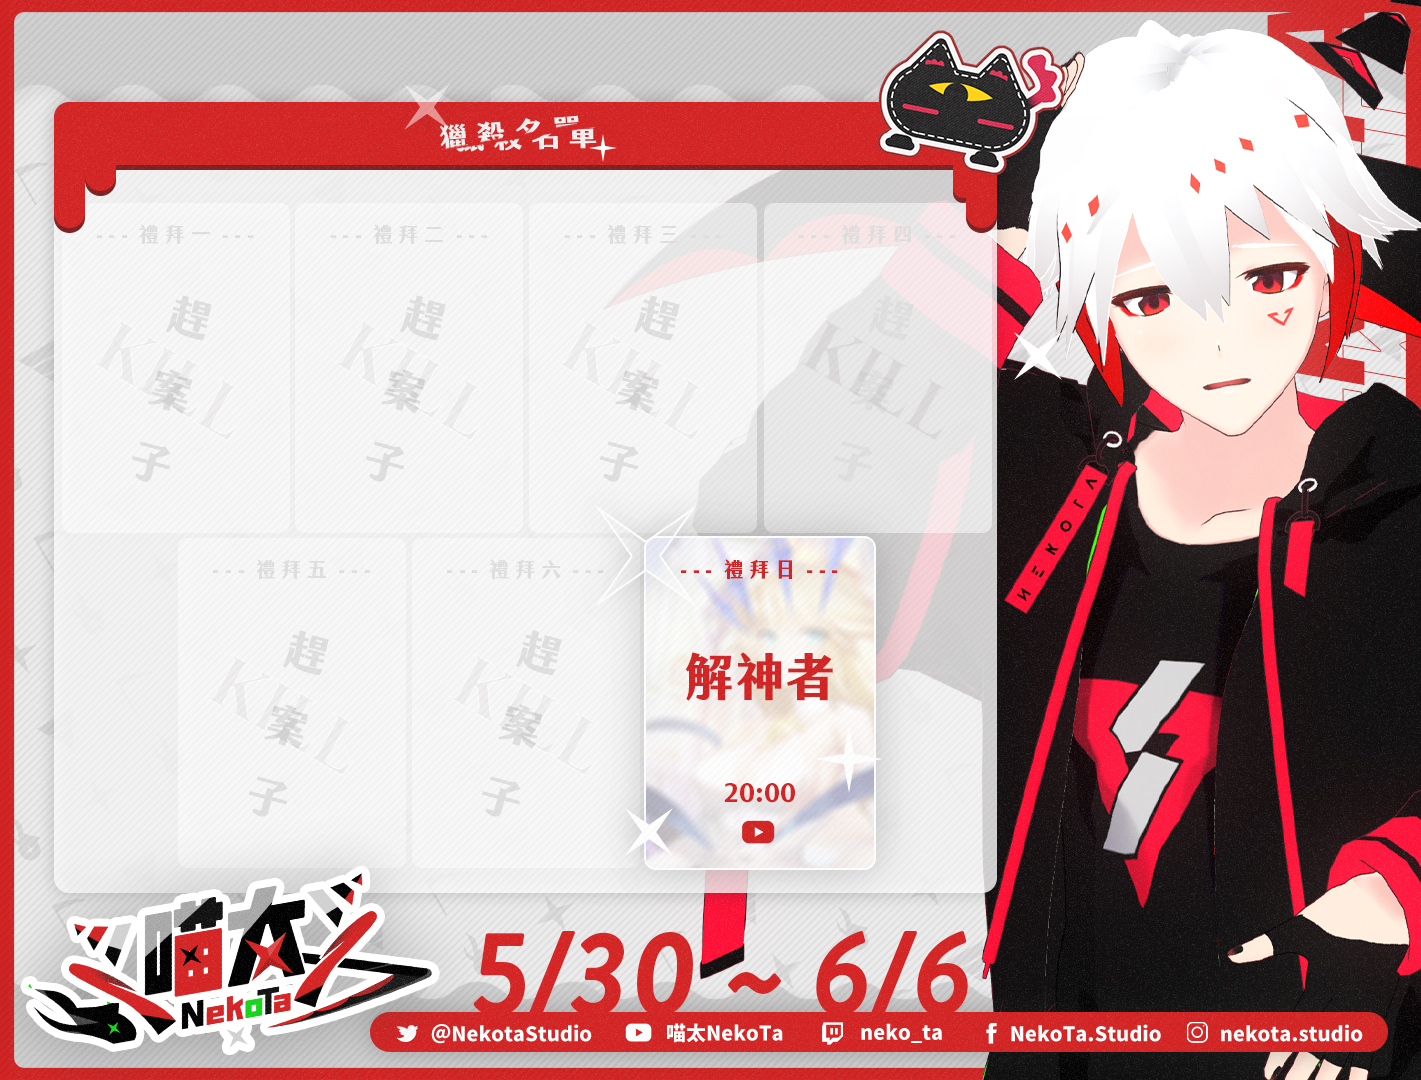 獵殺名單
--- 禮拜一 ---
--- 禮拜二 ---
--- 禮拜三 -
--- 禮拜四 ---
KILL
趕案子
KILL
趕案子
KILL
趕案子
KILL
趕案子
--- 禮拜五 ---
--- 禮拜六 ---
--- 禮拜日 ---
KILL
趕案子
KILL
趕案子
解神者
20:00
NEKOTA
喵太
NekoTa
5/30 ~ 6/6
@NekotaStudio
喵太NekoTa
neko_ta
NekoTa.Studio
nekota.studio